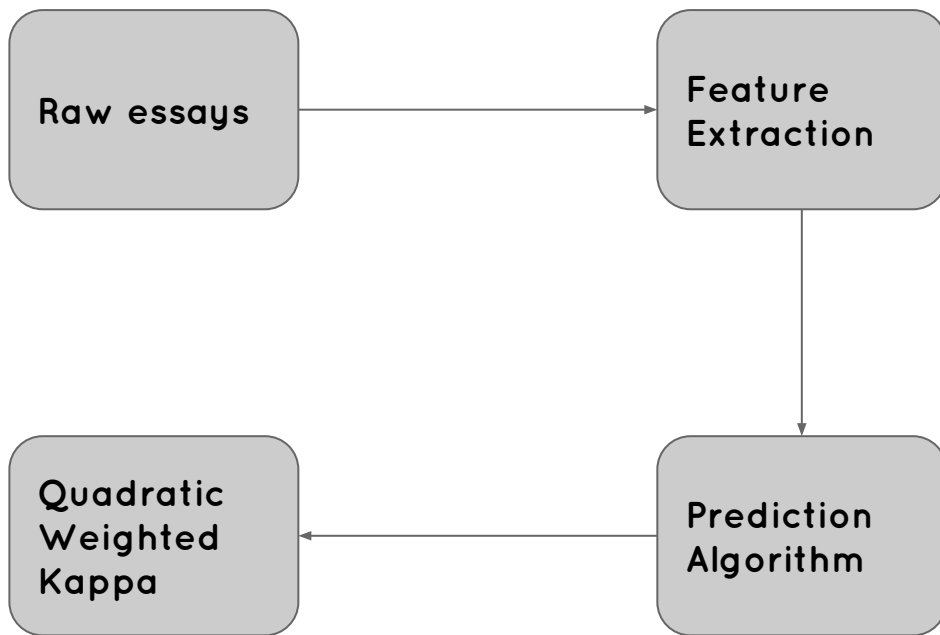 Raw essays
Feature
Extraction
Quadratic
Weighted
Kappa
Prediction
Algorithm